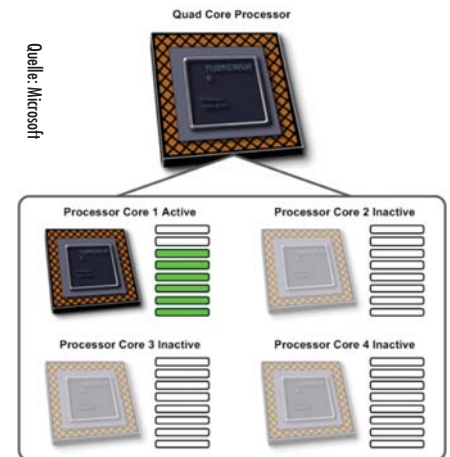 Quad Core Processor
Quelle: Microsoft
Processor Core 1 Active
Processor Core 2 Inactive
Processor Core 3 Inactive
Processor Core 4 Inactive